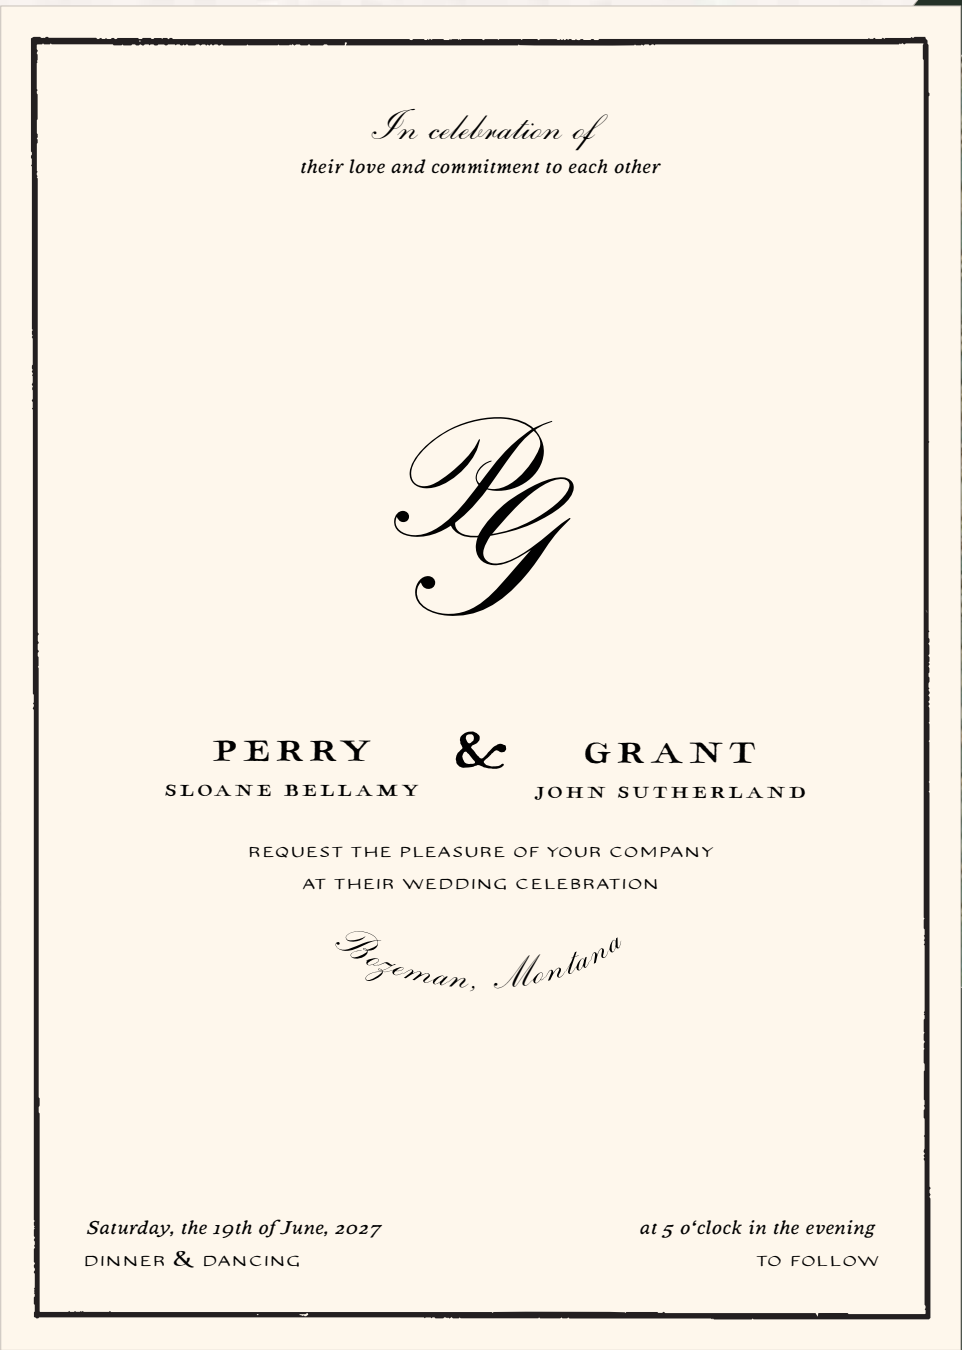 In celebration of
their love and commitment to each other
PG
PERRY & GRANT
SLOANE BELLAMY JOHN SUTHERLAND
REQUEST THE PLEASURE OF YOUR COMPANY
AT THEIR WEDDING CELEBRATION
Bozeman, Montana
Saturday, the 19th of June, 2027 at 5 o‘clock in the evening
DINNER & DANCING TO FOLLOW